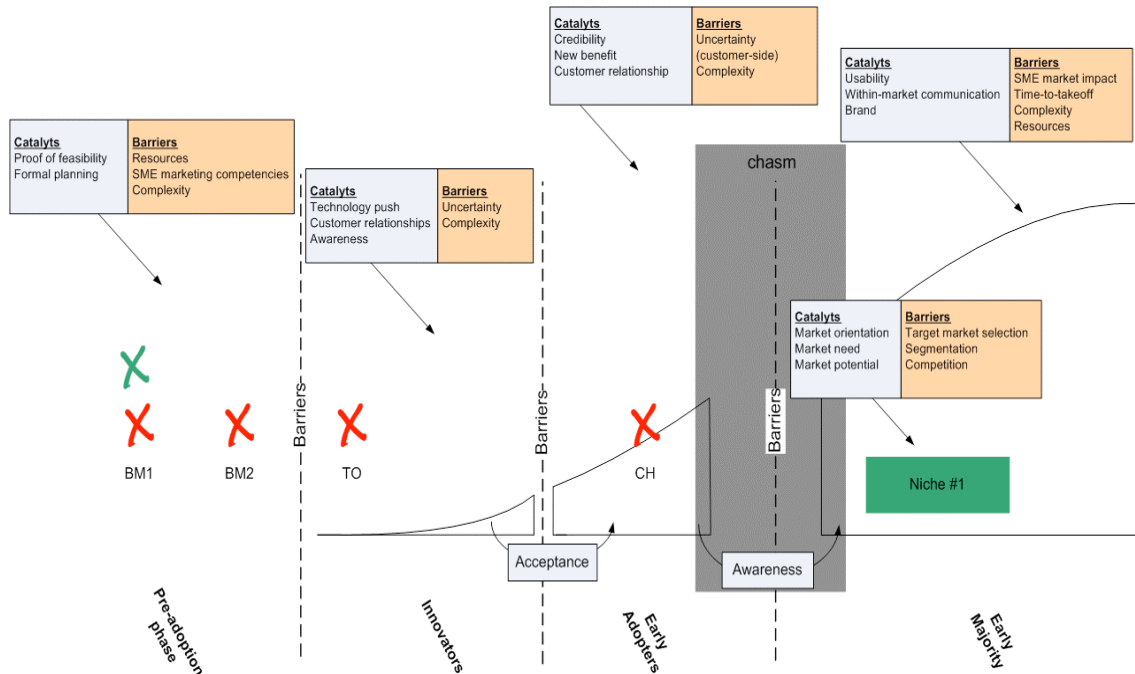 Catalyts
Proof of feasibility
Formal planning
Barriers
Resources
SME marketing competencies
Complexity
Catalyts
Technology push
Customer relationships
Awareness
Barriers
Uncertainty
Complexity
Catalyts
Credibility
New benefit
Customer relationship
Barriers
Uncertainty
(customer-side)
Complexity
Catalyts
Usability
Within-market communication
Brand
Barriers
SME market impact
Time-to-takeoff
Complexity
Resources
chasm
Catalyts
Market orientation
Market need
Market potential
Barriers
Target market selection
Segmentation
Competition
Barriers
Barriers
Barriers
BM1
BM2
TO
CH
Niche #1
Acceptance
Awareness
Pre-adoption
phase
Innovators
Early
Adopters
Early
Majority